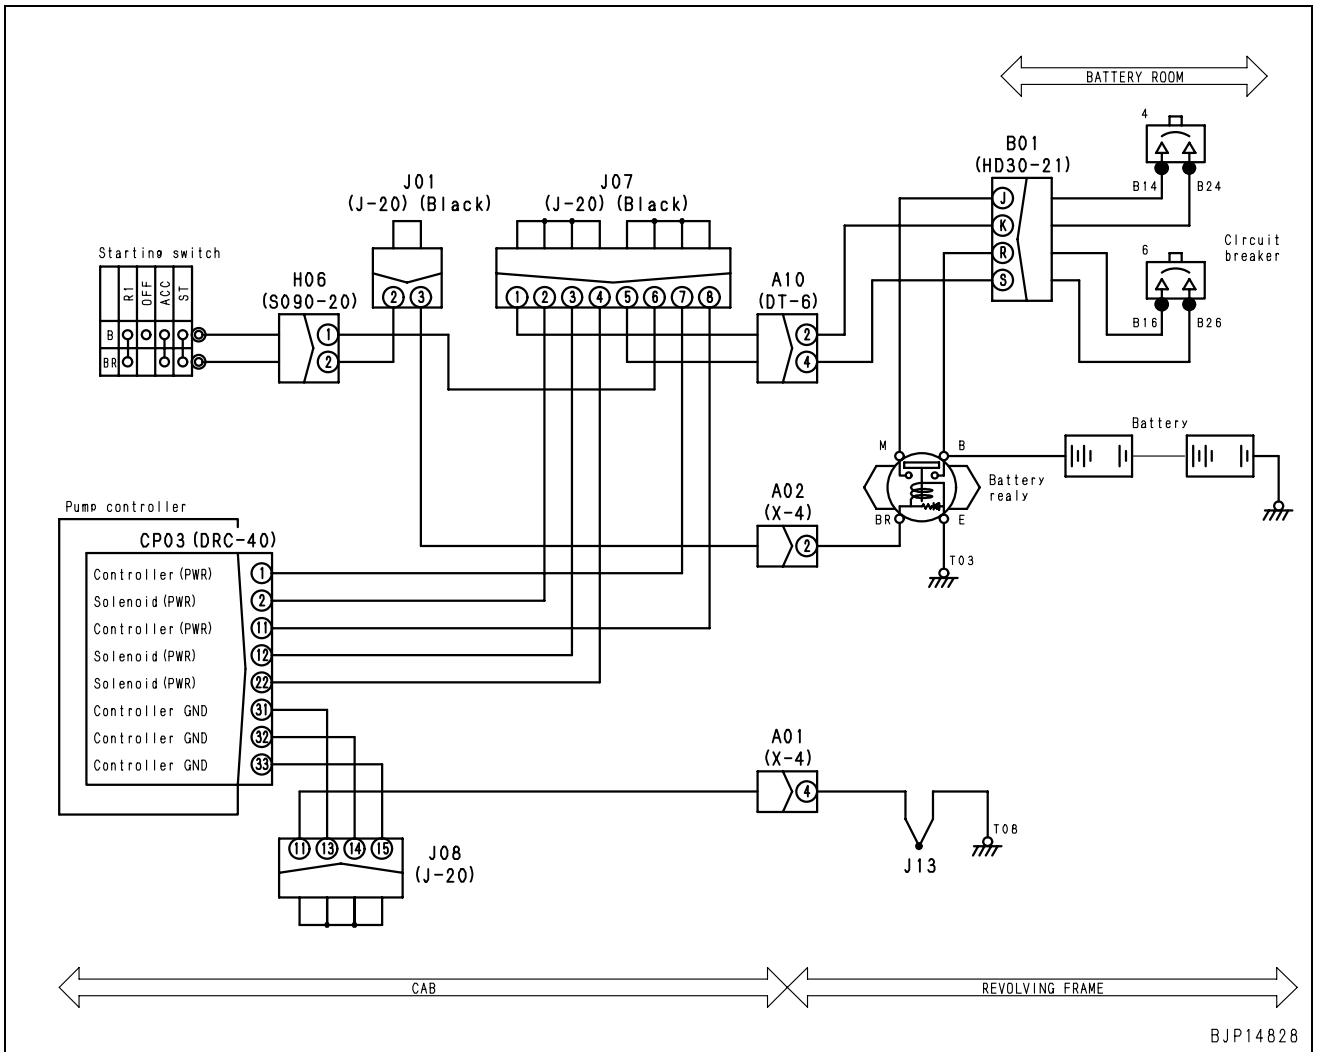 BATTERY ROOM
4
B01
(HD30-21)
J01
(J-20)(Black)
J07
(J-20)(Black)
B14
B24
J
K
R
S
Starting switch
R1
OFF
ACC
ST
B
BR
H06
(S090-20)
1
2
2
3
1
2
3
4
5
6
7
8
A10
(DT-6)
2
4
6
CIrcuit
breaker
B16
B26
M
B
Battery
Battery
realy
BR
E
T03
A02
(X-4)
2
Pump controller
CP03(DRC-40)
Controller(PWR) 1
Solenoid(PWR) 2
Controller(PWR) 11
Solenoid(PWR) 12
Solenoid(PWR) 22
Controller GND 31
Controller GND 32
Controller GND 33
A01
(X-4)
4
T08
J13
11 13 14 15
J08
(J-20)
CAB
REVOLVING FRAME
BJP14828